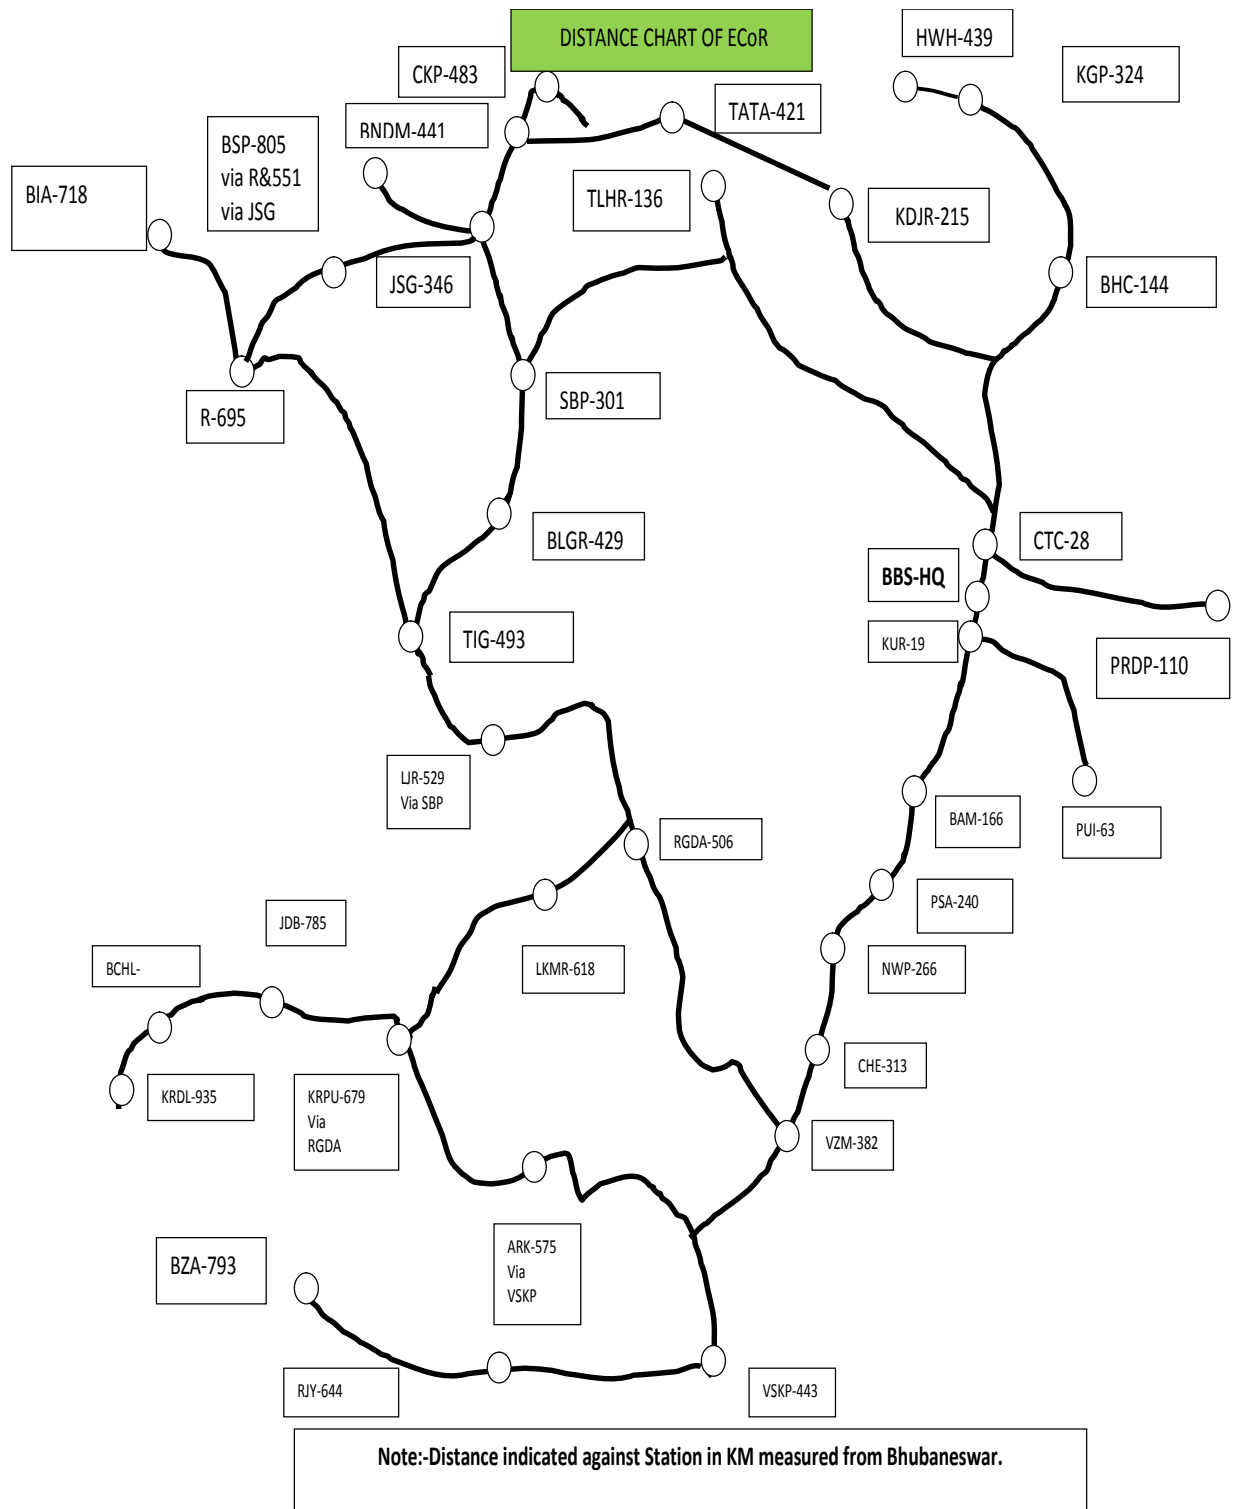 DISTANCE CHART OF ECoR
HWH-439
CKP-483
KGP-324
TATA-421
BNDM-441
BSP-805
via R&551
via JSG
BIA-718
TLHR-136
KDJR-215
JSG-346
BHC-144
SBP-301
R-695
BLGR-429
CTC-28
BBS-HQ
TIG-493
KUR-19
PRDP-110
LJR-529
Via SBP
BAM-166
PUI-63
RGDA-506
JDB-785
PSA-240
BCHL-
LKMR-618
NWP-266
CHE-313
KRDL-935
KRPU-679
Via
RGDA
VZM-382
ARK-575
Via
VSKP
BZA-793
RJY-644
VSKP-443
Note:-Distance indicated against Station in KM measured from Bhubaneswar.